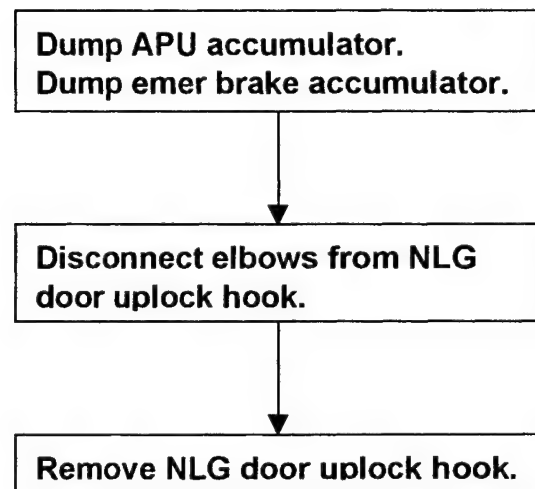 Dump APU accumulator.
Dump emer brake accumulator.
Disconnect elbows from NLG
door uplock hook.
Remove NLG door uplock hook.